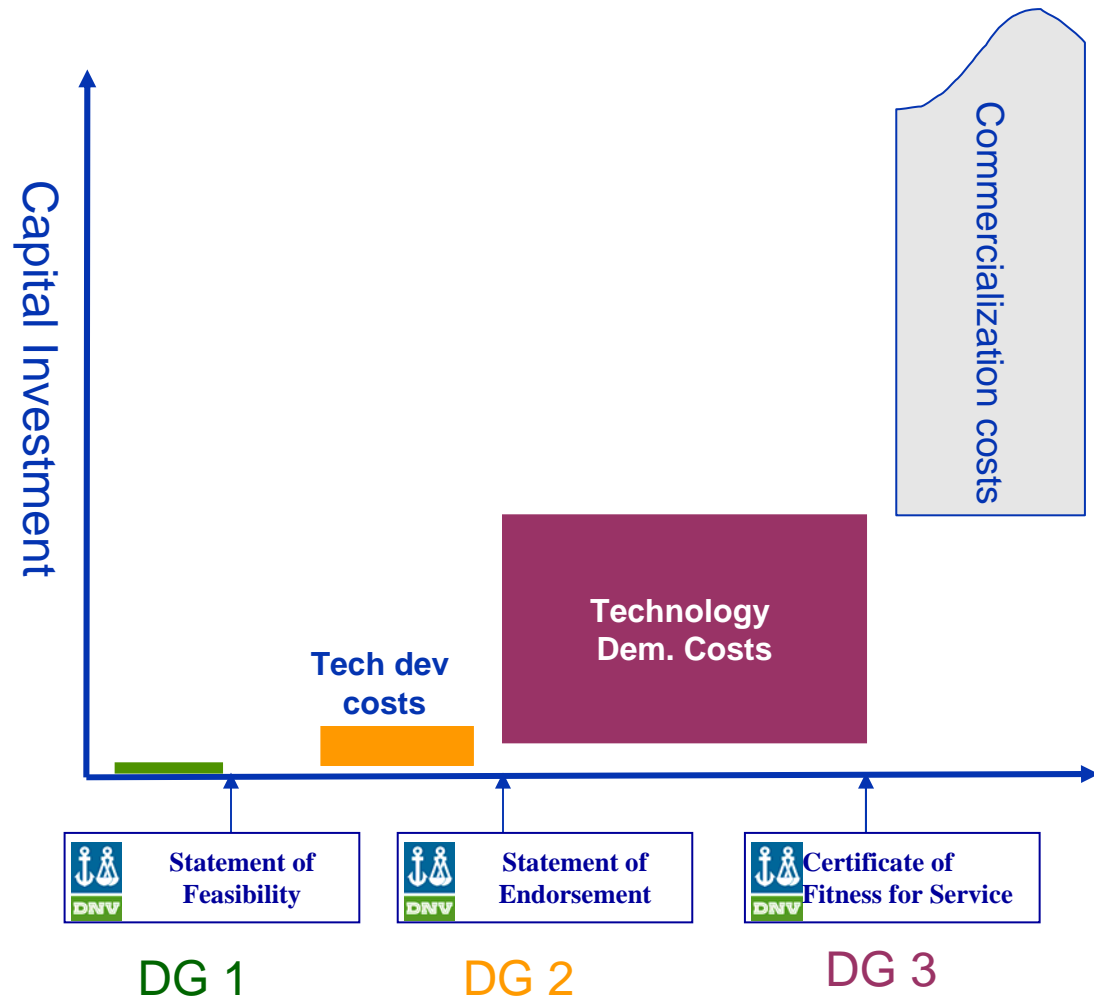 Capital Investment
Commercialization costs
Technology
Dem. Costs
Tech dev
costs
DNV
Statement of
Feasibility
DNV
Statement of
Endorsement
DNV
Certificate of
Fitness for Service
DG 1
DG 2
DG 3